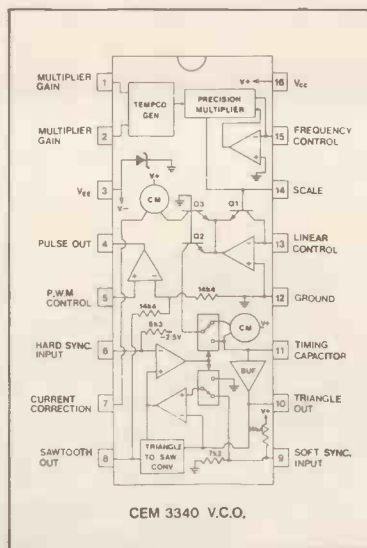 MULTIPLIER GAIN
1
MULTIPLIER GAIN
2
VEE
3
PULSE OUT
4
P.W.M CONTROL
5
HARD SYNC. INPUT
6
CURRENT CORRECTION
7
SAWTOOTH OUT
8
TEMPCO GEN
PRECISION MULTIPLIER
V+
V-
V+
CM
Q3
Q1
Q2
14k4
14k4
6k3
-2.5V
CM
V+
BUF
V+
TRIANGLE TO SAW CONV
7k2
16
Vcc
15
FREQUENCY CONTROL
14
SCALE
13
LINEAR CONTROL
12
GROUND
11
TIMING CAPACITOR
10
TRIANGLE OUT
9
SOFT SYNC. INPUT
CEM 3340 V.C.O.